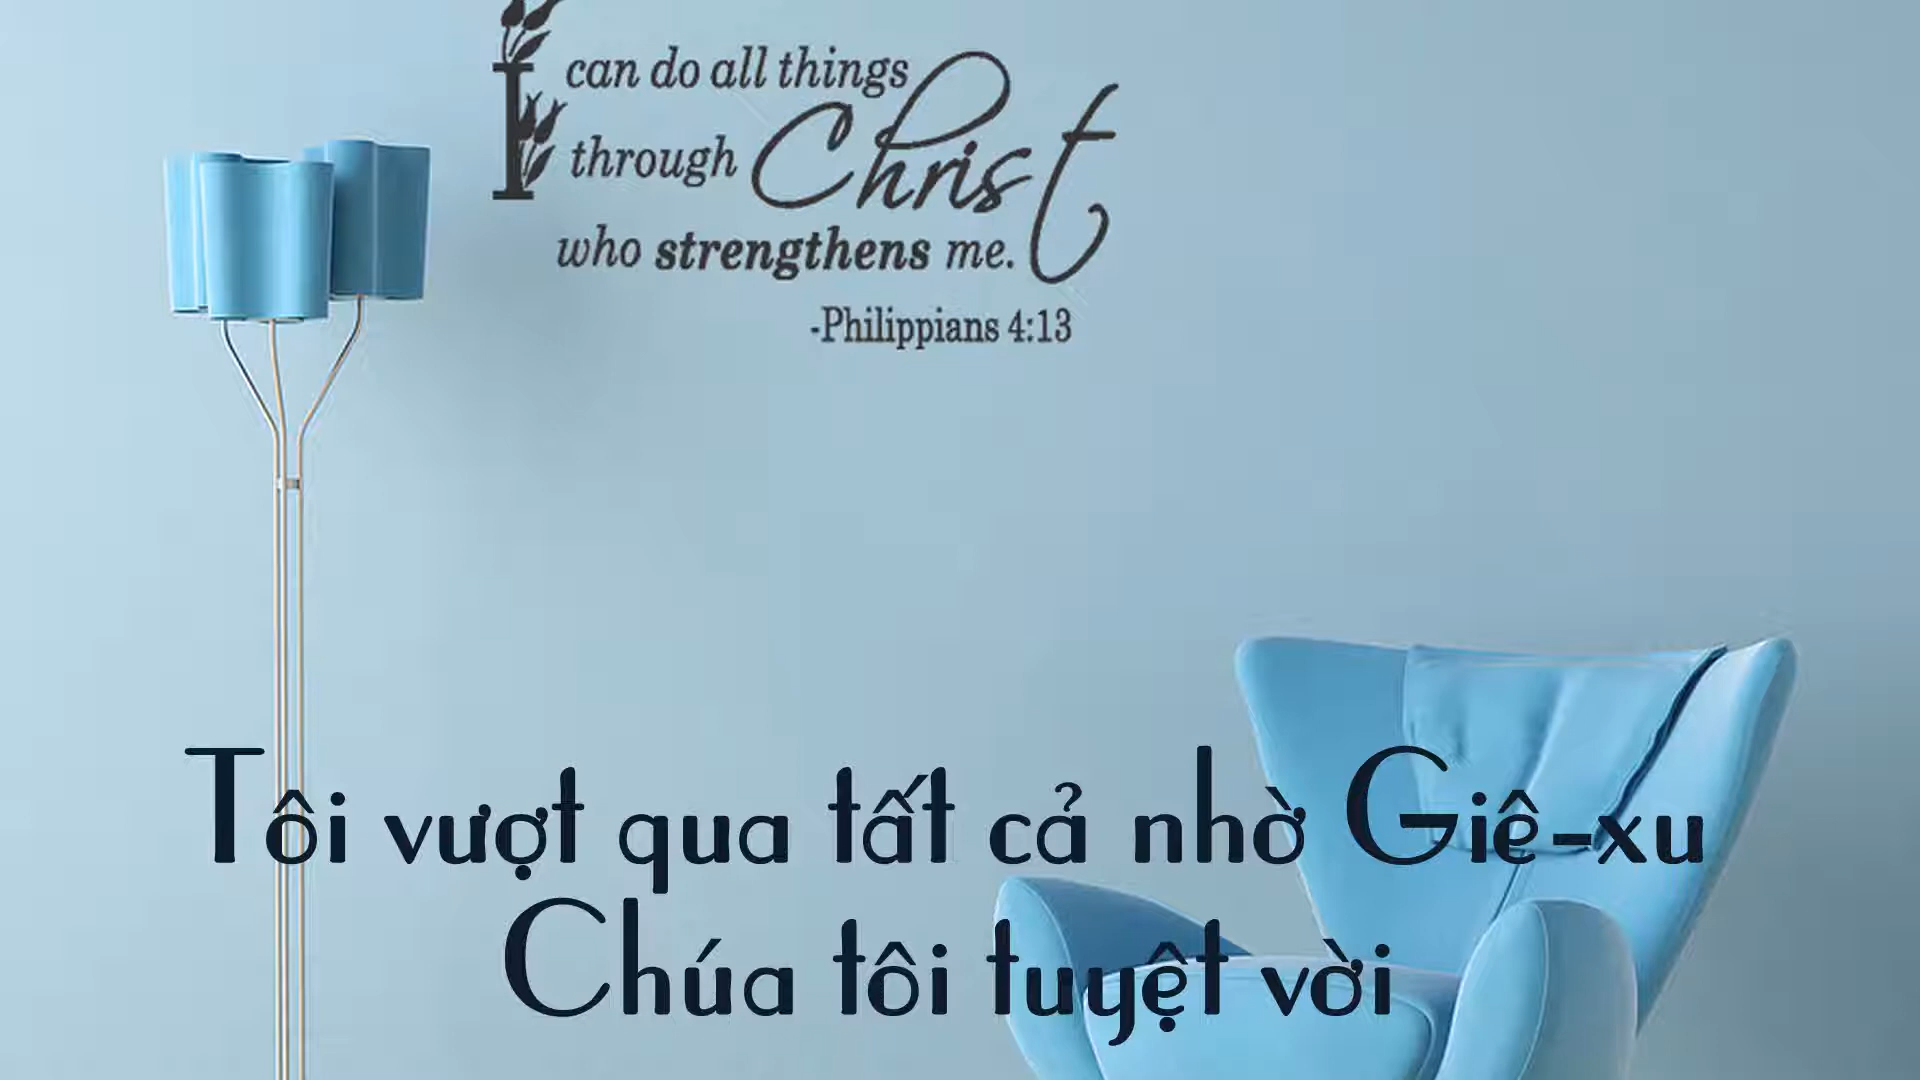 I can do all things
through Christ
who strengthens me.
-Philippians 4:13
Tôi vượt qua tất cả nhờ Giê-xu
Chúa tôi tuyệt vời